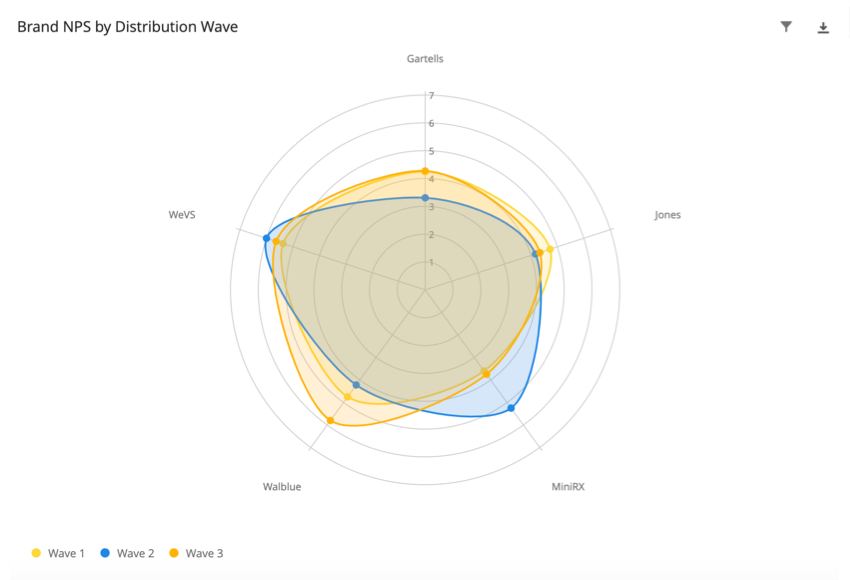 Brand NPS by Distribution Wave
Gartells
7
6
5
4
3
2
1
WeVS
Jones
Walblue
MiniRX
Wave 1
Wave 2
Wave 3